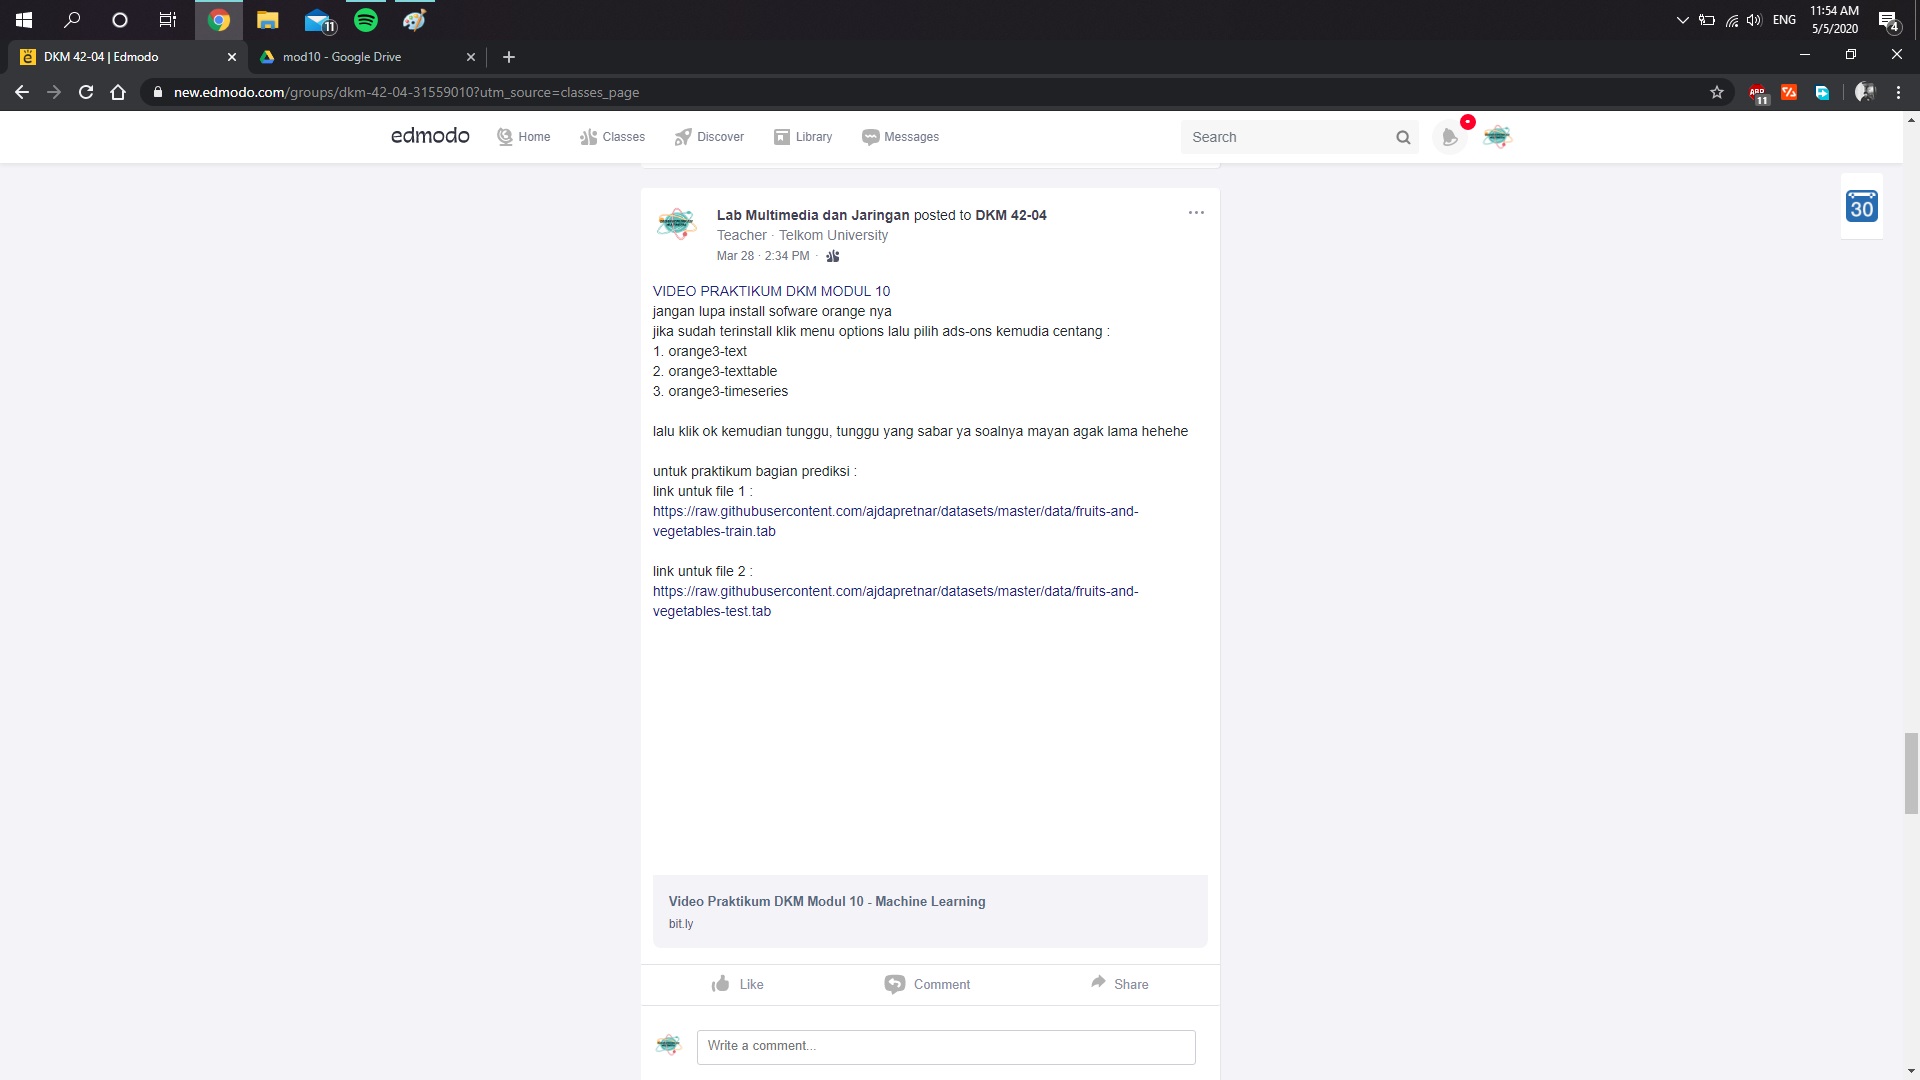 11:54 AM
ENG
5/5/2020
4
11
DKM 42-04 | Edmodo
mod10 - Google Drive
new.edmodo.com/groups/dkm-42-04-31559010?utm_source=classes_page
ABP
11
edmodo
Home
Classes
Discover
Library
Messages
Search
30
Lab Multimedia dan Jaringan posted to DKM 42-04
Teacher · Telkom University
Mar 28 · 2:34 PM ·
VIDEO PRAKTIKUM DKM MODUL 10
jangan lupa install sofware orange nya
jika sudah terinstall klik menu options lalu pilih ads-ons kemudia centang :
1. orange3-text
2. orange3-texttable
3. orange3-timeseries
lalu klik ok kemudian tunggu, tunggu yang sabar ya soalnya mayan agak lama hehehe
untuk praktikum bagian prediksi :
link untuk file 1 :
https://raw.githubusercontent.com/ajdapretnar/datasets/master/data/fruits-and-
vegetables-train.tab
link untuk file 2 :
https://raw.githubusercontent.com/ajdapretnar/datasets/master/data/fruits-and-
vegetables-test.tab
Video Praktikum DKM Modul 10 - Machine Learning
bit.ly
Like
Comment
Share
Write a comment...